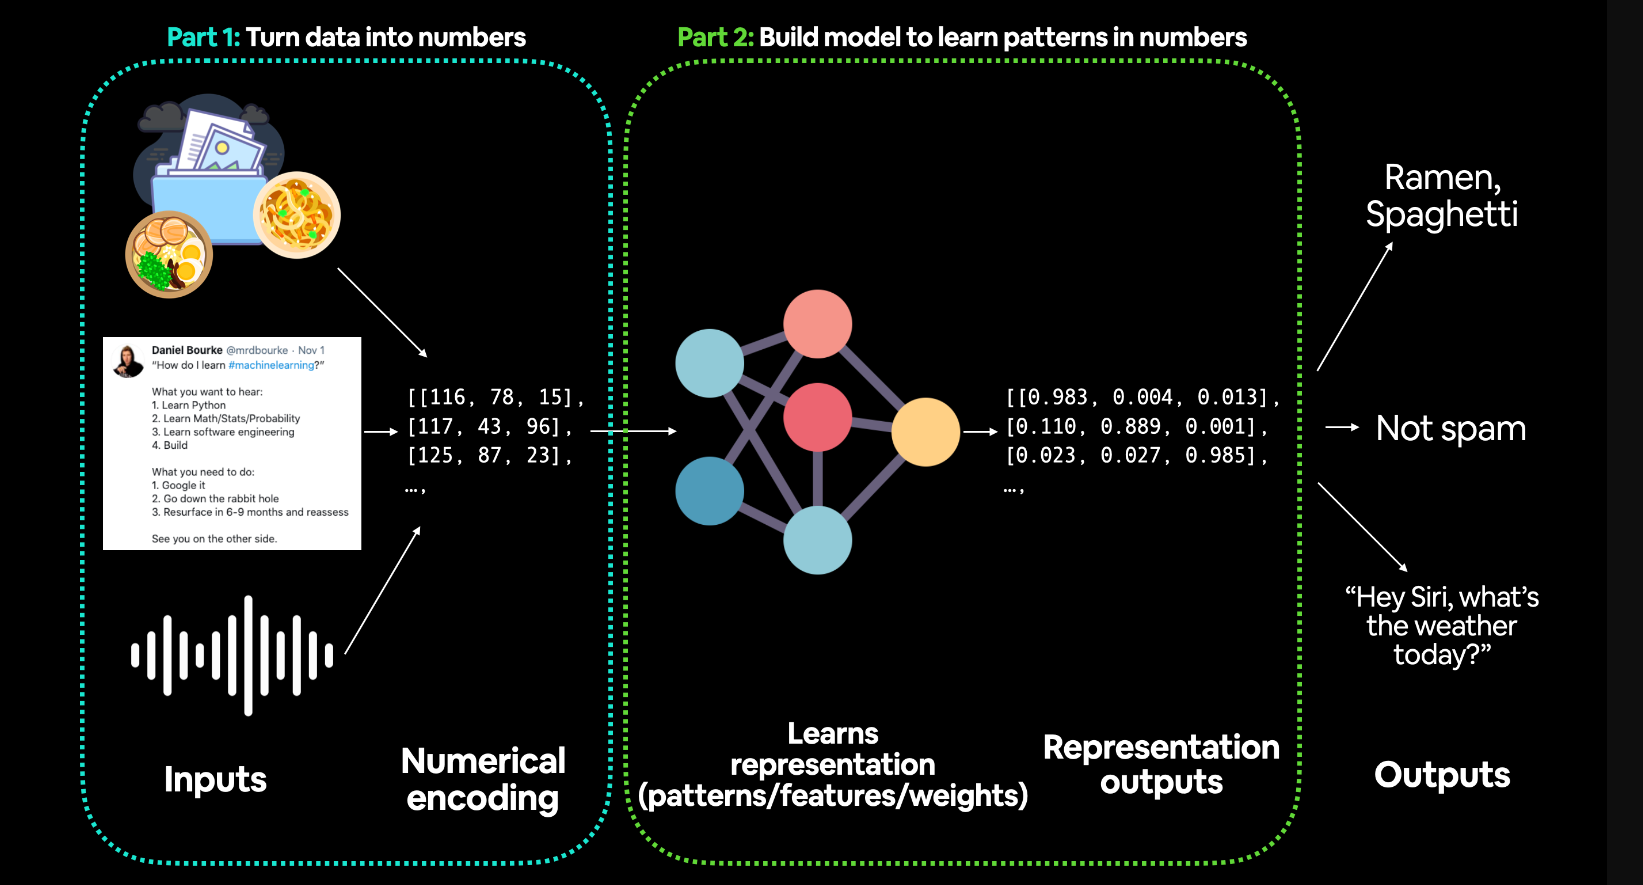 Part 1: Turn data into numbers
Part 2: Build model to learn patterns in numbers
Daniel Bourke @mrdbourke · Nov 1
“How do I learn #machinelearning?”
What you want to hear:
1. Learn Python
2. Learn Math/Stats/Probability
3. Learn software engineering
4. Build
What you need to do:
1. Google it
2. Go down the rabbit hole
3. Resurface in 6-9 months and reassess
See you on the other side.
[[116, 78, 15],
[117, 43, 96],
[125, 87, 23],
…,
[[0.983, 0.004, 0.013],
[0.110, 0.889, 0.001],
[0.023, 0.027, 0.985],
…,
Ramen,
Spaghetti
Not spam
“Hey Siri, what’s
the weather
today?”
Inputs
Numerical
encoding
Learns
representation
(patterns/features/weights)
Representation
outputs
Outputs